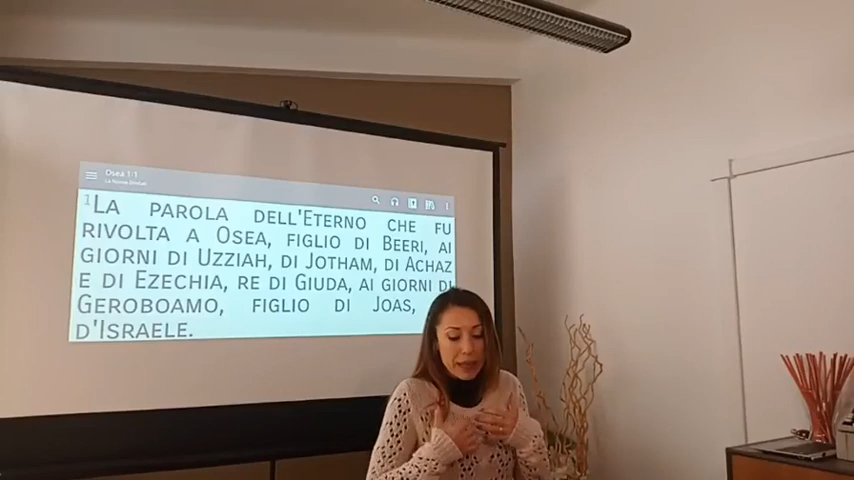 Osea 1:1
1LA PAROLA DELL'ETERNO CHE FU
RIVOLTA A OSEA, FIGLIO DI BEERI, AI
GIORNI DI UZZIAH, DI JOTHAM, DI ACHAZ
E DI EZECHIA, RE DI GIUDA, AI GIORNI DI
GEROBOAMO, FIGLIO DI JOAS,
D'ISRAELE.